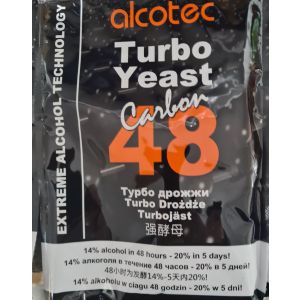 alcotec
EXTREME ALCOHOL TECHNOLOGY
Turbo
Yeast
Carbon
48
Турбо дрожжи
Turbo Drożdże
Turbojäst
强酵母
14% alcohol in 48 hours - 20% in 5 days!
14% алкоголя в течение 48 часов - 20% в 5 дней!
48小时为发酵14%-5天内20%!
14% alkoholu w ciągu 48 godzin - 20% w 5 dni!